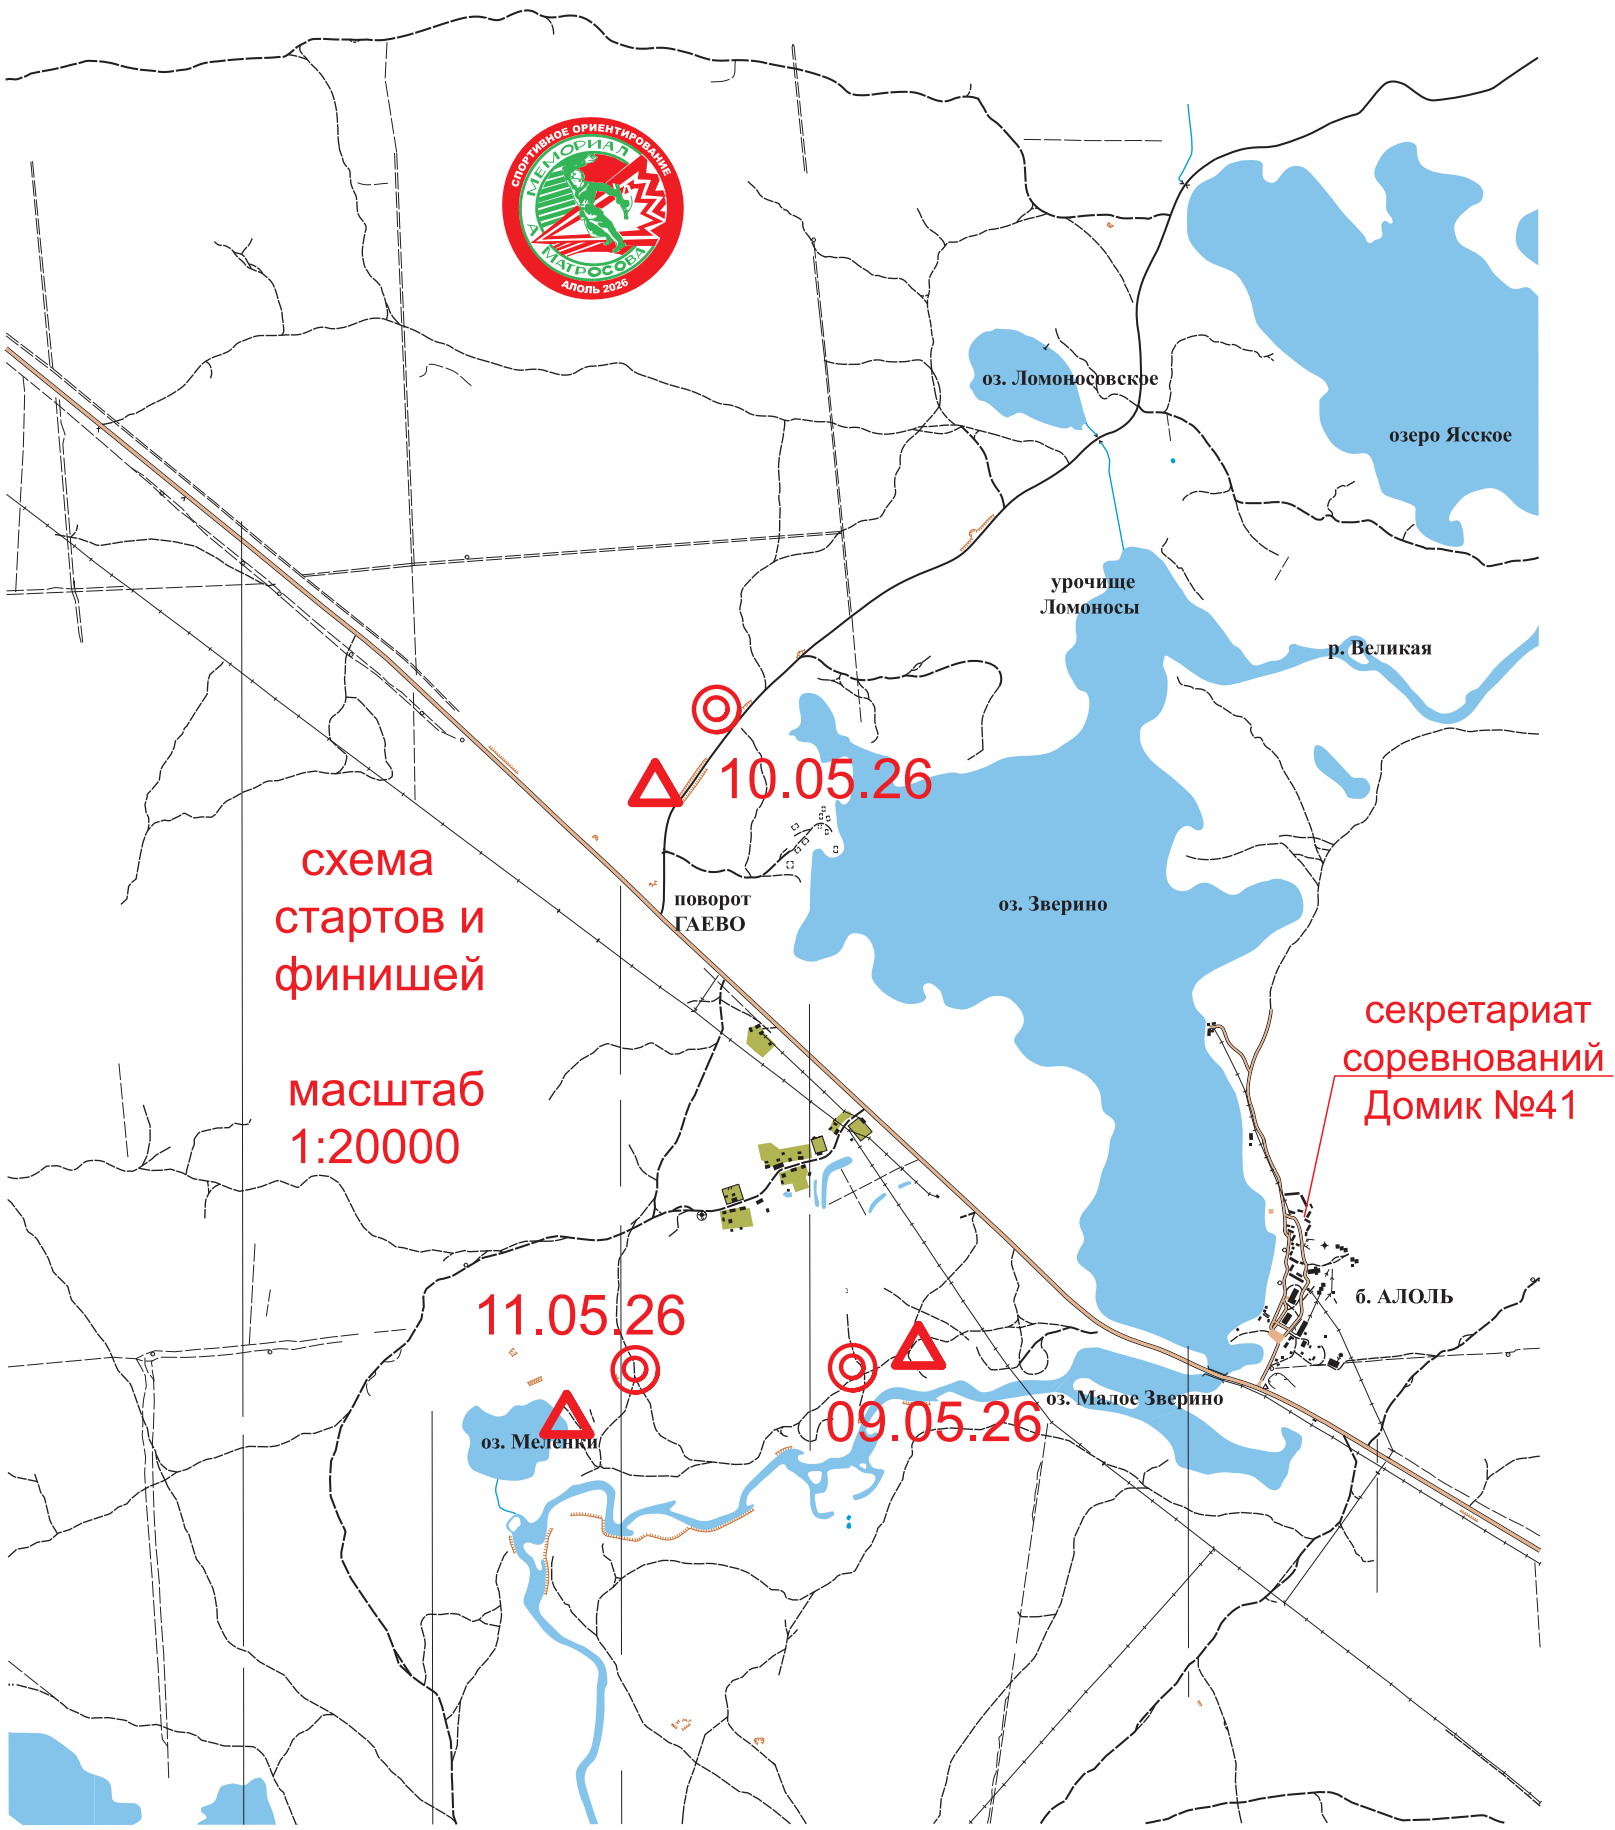 СПОРТИВНОЕ ОРИЕНТИРОВАНИЕ
МЕМОРИАЛ
А МАТРОСОВА
АЛОЛЬ 2026
оз. Ломоносовское
озеро Ясское
урочище
Ломоносы
р. Великая
10.05.26
схема
стартов и
финишей
поворот
ГАЕВО
оз. Зверино
секретариат
соревнований
Домик №41
масштаб
1:20000
11.05.26
б. АЛОЛЬ
оз. Малое Зверино
09.05.26
оз. Меленки